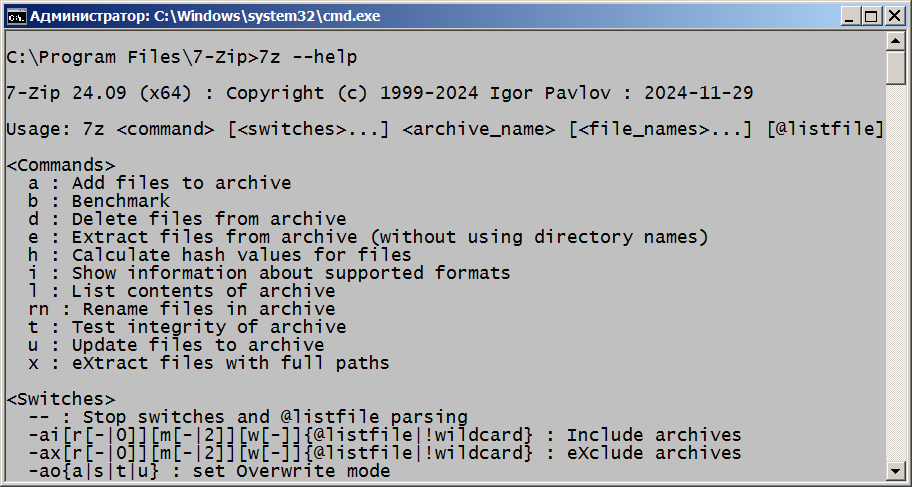 Администратор: C:\Windows\system32\cmd.exe
C:\Program Files\7-Zip>7z --help
7-Zip 24.09 (x64) : Copyright (c) 1999-2024 Igor Pavlov : 2024-11-29
Usage: 7z <command> [<switches>...] <archive_name> [<file_names>...] [@listfile]
<Commands>
  a : Add files to archive
  b : Benchmark
  d : Delete files from archive
  e : Extract files from archive (without using directory names)
  h : Calculate hash values for files
  i : Show information about supported formats
  l : List contents of archive
  rn : Rename files in archive
  t : Test integrity of archive
  u : Update files to archive
  x : eXtract files with full paths
<Switches>
  -- : Stop switches and @listfile parsing
  -ai[r[-|0]][m[-|2]][w[-]]{@listfile|!wildcard} : Include archives
  -ax[r[-|0]][m[-|2]][w[-]]{@listfile|!wildcard} : eXclude archives
  -ao{a|s|t|u} : set Overwrite mode